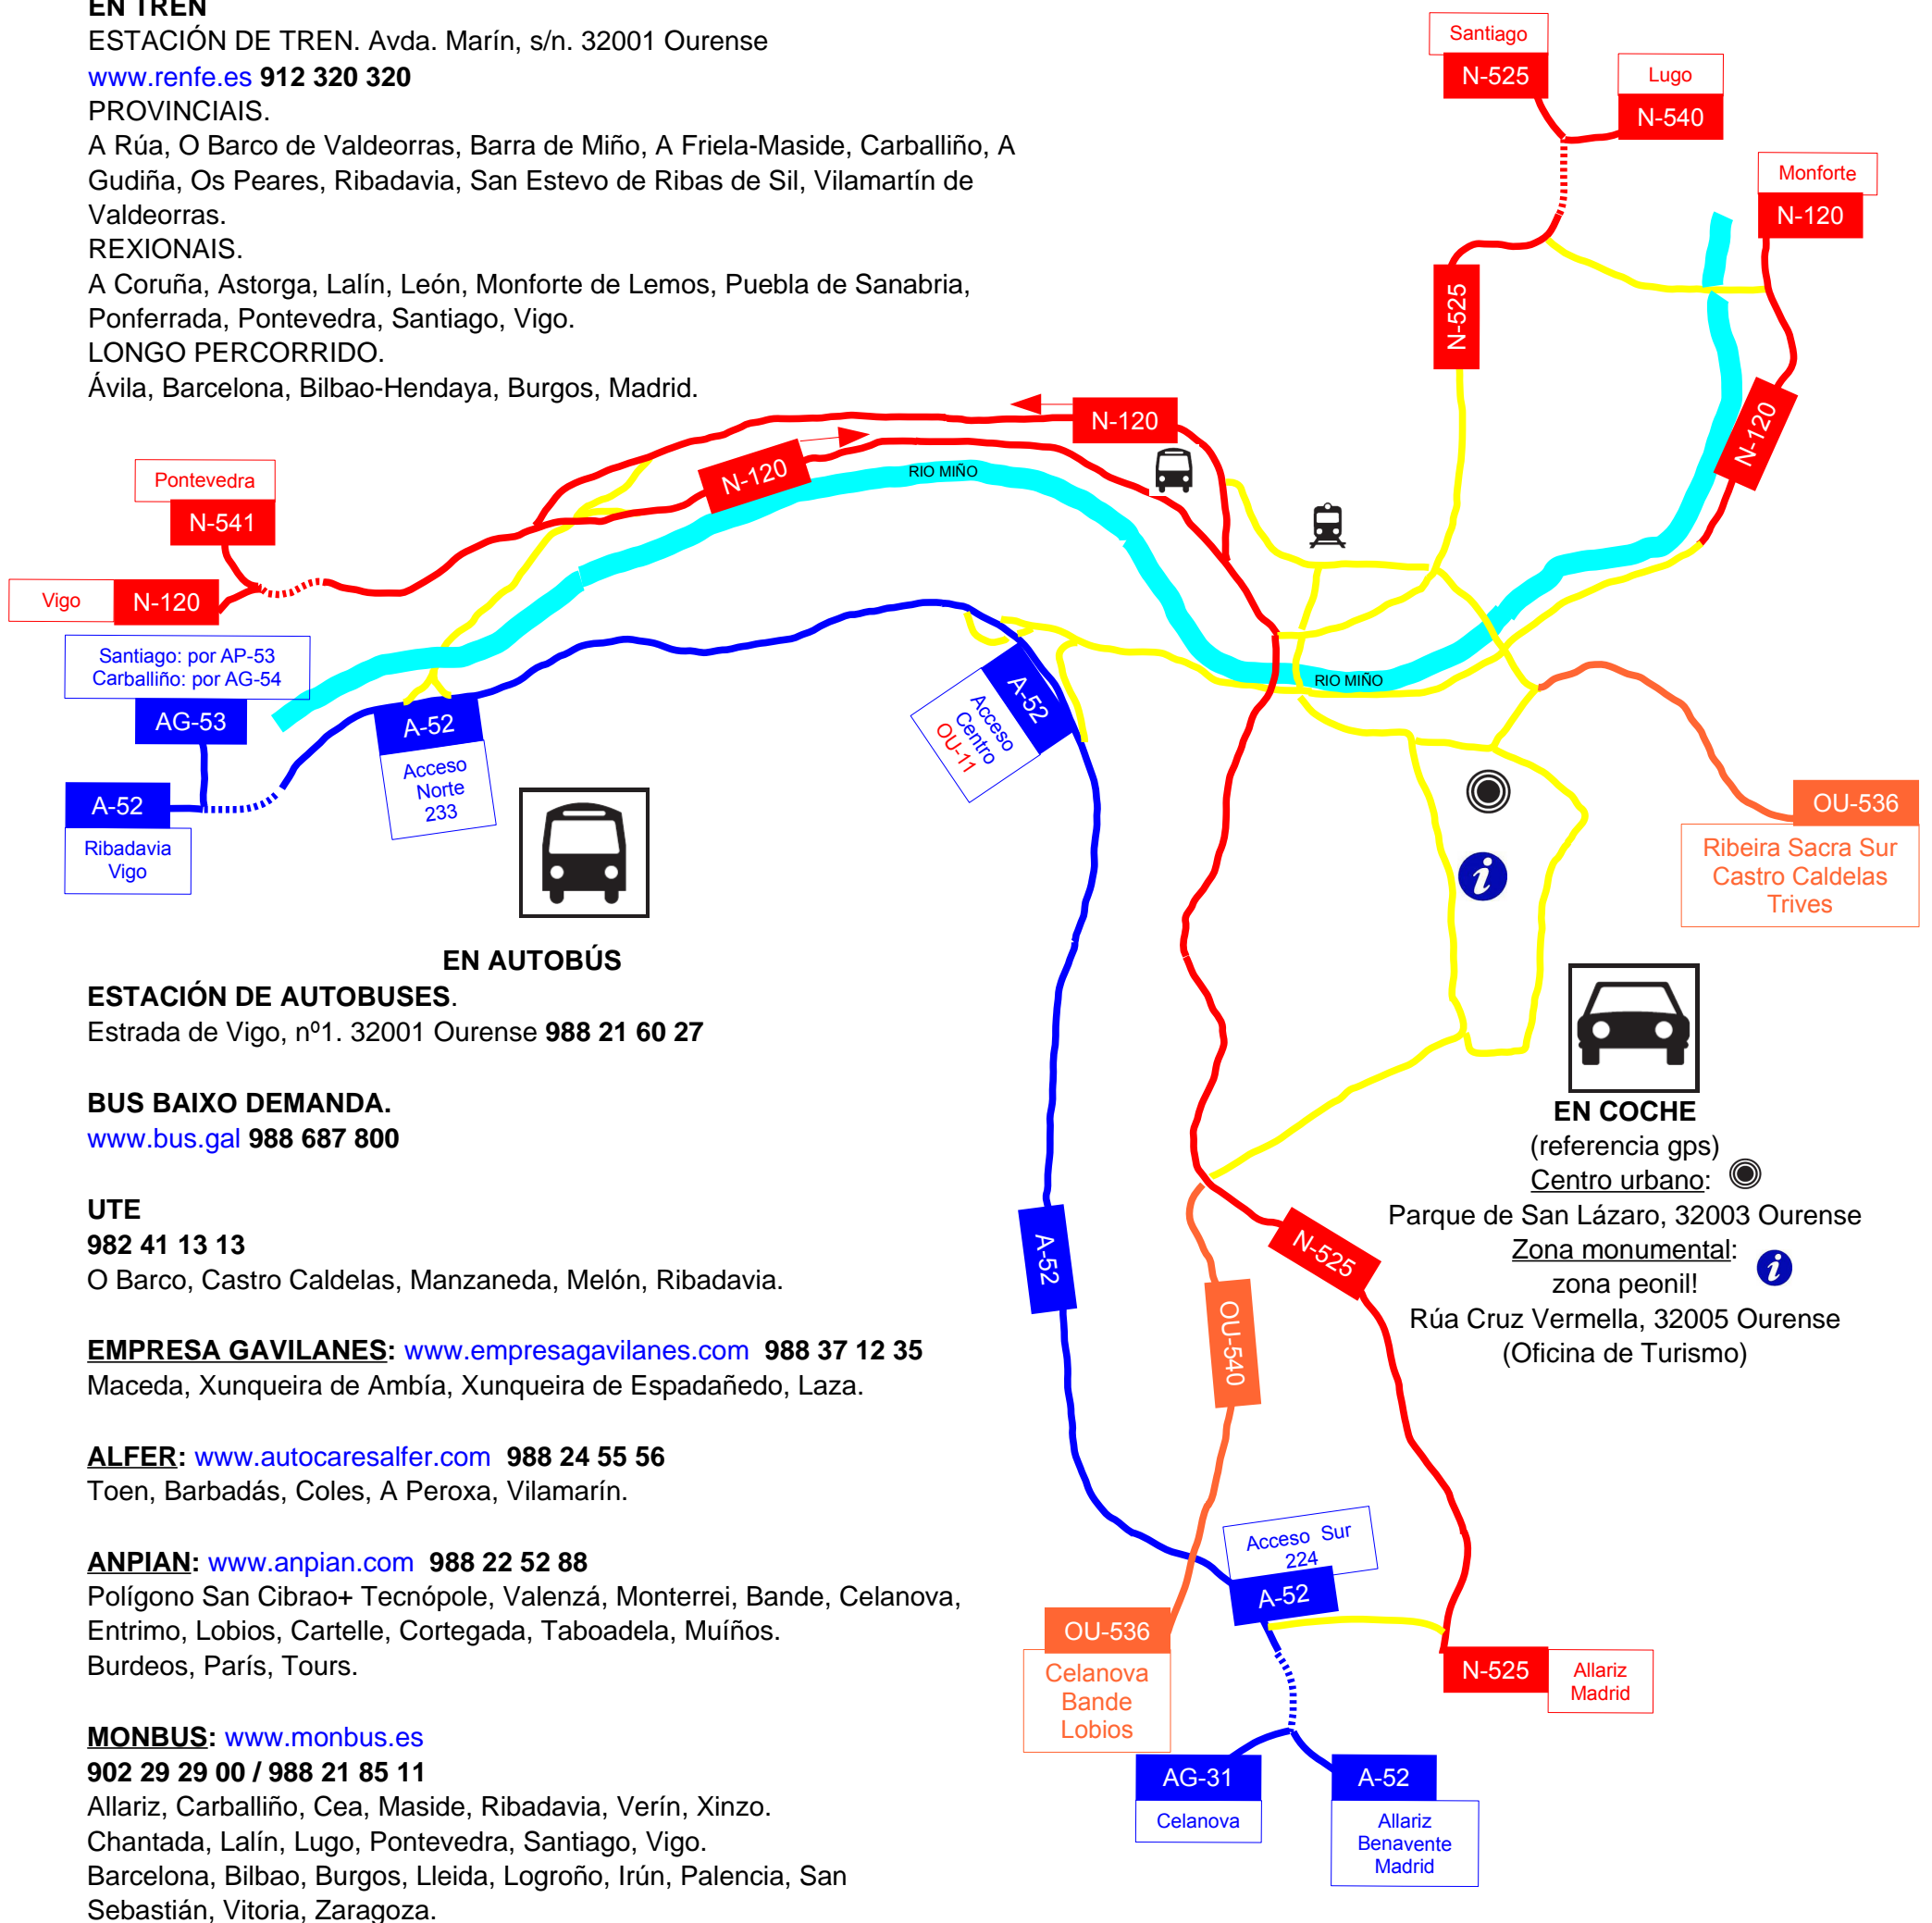 EN TREN
ESTACIÓN DE TREN. Avda. Marín, s/n. 32001 Ourense
www.renfe.es 912 320 320
PROVINCIAIS.
A Rúa, O Barco de Valdeorras, Barra de Miño, A Friela-Maside, Carballiño, A
Gudiña, Os Peares, Ribadavia, San Estevo de Ribas de Sil, Vilamartín de
Valdeorras.
REXIONAIS.
A Coruña, Astorga, Lalín, León, Monforte de Lemos, Puebla de Sanabria,
Ponferrada, Pontevedra, Santiago, Vigo.
LONGO PERCORRIDO.
Ávila, Barcelona, Bilbao-Hendaya, Burgos, Madrid.
Santiago
N-525
Lugo
N-540
Monforte
N-120
N-525
N-120
N-120
N-120
RIO MIÑO
Pontevedra
N-541
Vigo
N-120
Santiago: por AP-53
Carballiño: por AG-54
AG-53
A-52
Ribadavia
Vigo
A-52
Acceso
Norte
233
A-52
Acceso
Centro
OU-11
RIO MIÑO
OU-536
Ribeira Sacra Sur
Castro Caldelas
Trives
EN AUTOBÚS
ESTACIÓN DE AUTOBUSES.
Estrada de Vigo, nº1. 32001 Ourense 988 21 60 27
BUS BAIXO DEMANDA.
www.bus.gal 988 687 800
UTE
982 41 13 13
O Barco, Castro Caldelas, Manzaneda, Melón, Ribadavia.
EMPRESA GAVILANES: www.empresagavilanes.com 988 37 12 35
Maceda, Xunqueira de Ambía, Xunqueira de Espadañedo, Laza.
ALFER: www.autocaresalfer.com 988 24 55 56
Toen, Barbadás, Coles, A Peroxa, Vilamarín.
ANPIAN: www.anpian.com 988 22 52 88
Polígono San Cibrao+ Tecnópole, Valenzá, Monterrei, Bande, Celanova,
Entrimo, Lobios, Cartelle, Cortegada, Taboadela, Muíños.
Burdeos, París, Tours.
MONBUS: www.monbus.es
902 29 29 00 / 988 21 85 11
Allariz, Carballiño, Cea, Maside, Ribadavia, Verín, Xinzo.
Chantada, Lalín, Lugo, Pontevedra, Santiago, Vigo.
Barcelona, Bilbao, Burgos, Lleida, Logroño, Irún, Palencia, San
Sebastián, Vitoria, Zaragoza.
EN COCHE
(referencia gps)
Centro urbano:
Parque de San Lázaro, 32003 Ourense
Zona monumental:
zona peonil!
Rúa Cruz Vermella, 32005 Ourense
(Oficina de Turismo)
A-52
N-525
OU-540
Acceso Sur
224
A-52
OU-536
Celanova
Bande
Lobios
N-525
Allariz
Madrid
AG-31
Celanova
A-52
Allariz
Benavente
Madrid